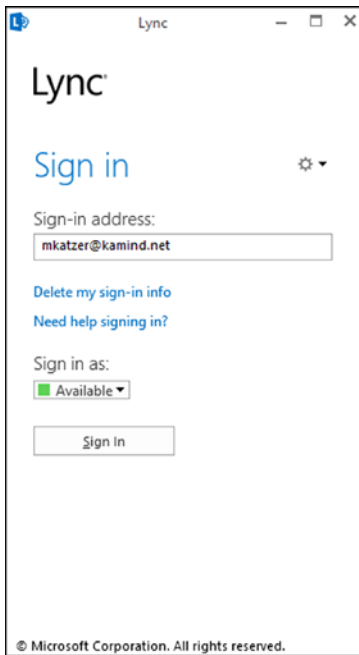 Lync
Lync
Sign in
Sign-in address:
mkatzer@kamind.net
Delete my sign-in info
Need help signing in?
Sign in as:
Available
Sign In
© Microsoft Corporation. All rights reserved.